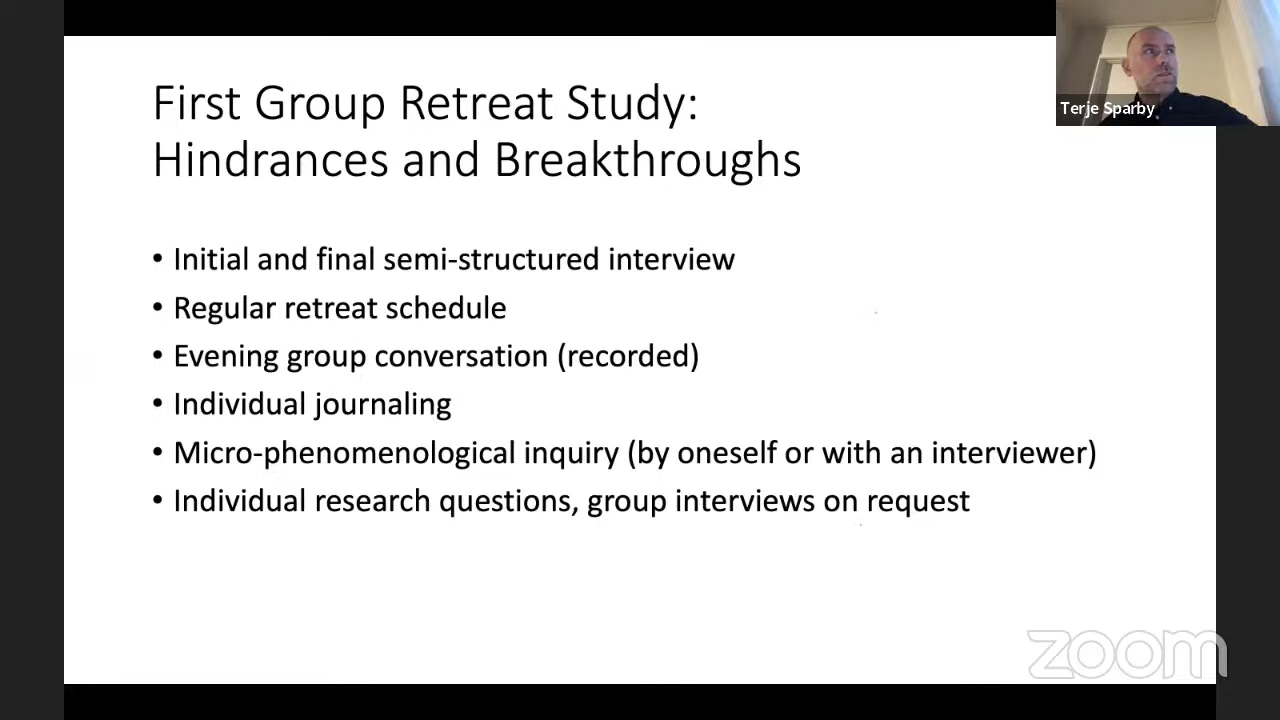 First Group Retreat Study:
Hindrances and Breakthroughs
• Initial and final semi-structured interview
• Regular retreat schedule
• Evening group conversation (recorded)
• Individual journaling
• Micro-phenomenological inquiry (by oneself or with an interviewer)
• Individual research questions, group interviews on request
Terje Sparby
zoom